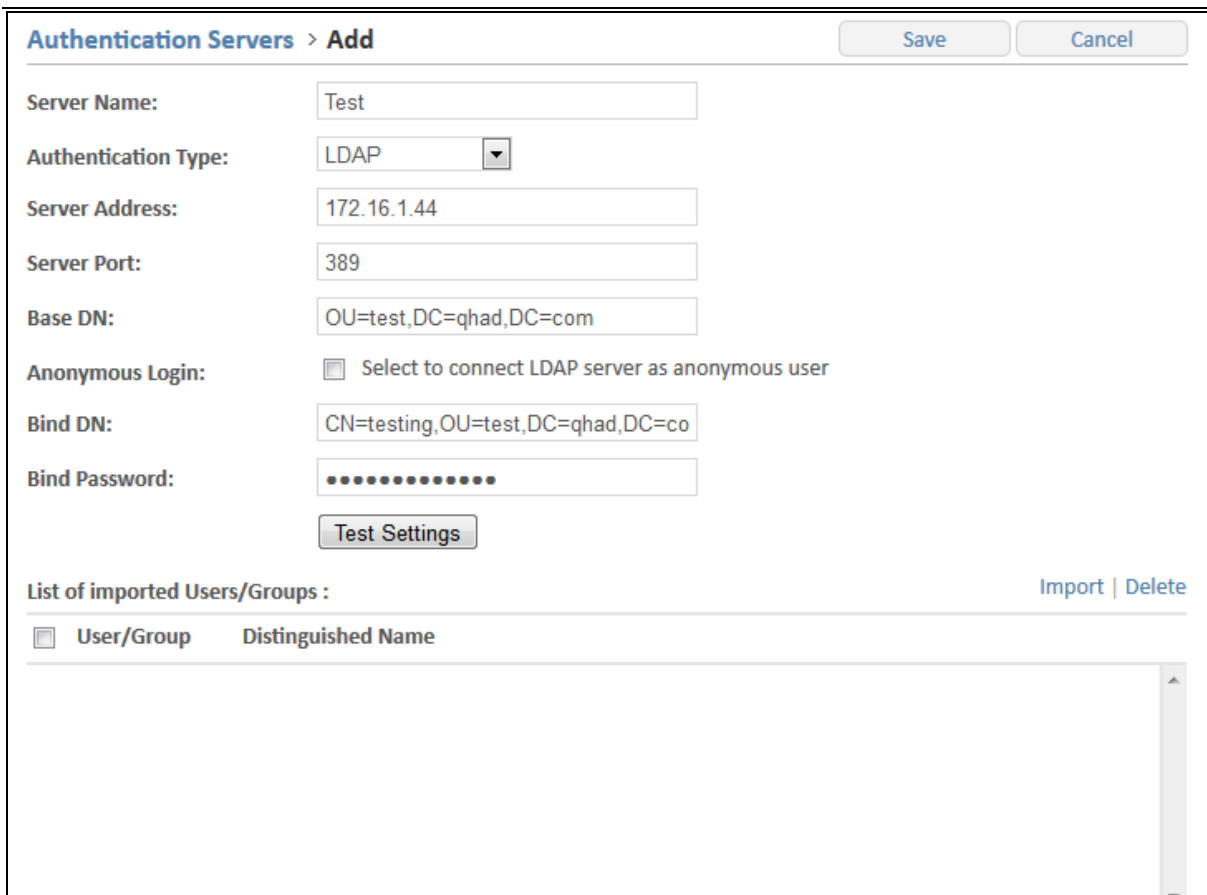 Authentication Servers > Add Save Cancel
Server Name: Test
Authentication Type: LDAP
Server Address: 172.16.1.44
Server Port: 389
Base DN: OU=test,DC=qhad,DC=com
Anonymous Login: Select to connect LDAP server as anonymous user
Bind DN: CN=testing,OU=test,DC=qhad,DC=co
Bind Password: •••••••••••••
Test Settings
List of imported Users/Groups : Import | Delete
User/Group Distinguished Name